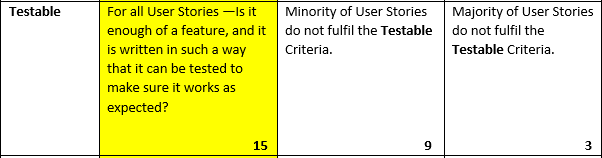 Testable
For all User Stories —Is it
enough of a feature, and it
is written in such a way
that it can be tested to
make sure it works as
expected?
15
Minority of User Stories
do not fulfil the Testable
Criteria.
9
Majority of User Stories
do not fulfil the
Testable Criteria.
3